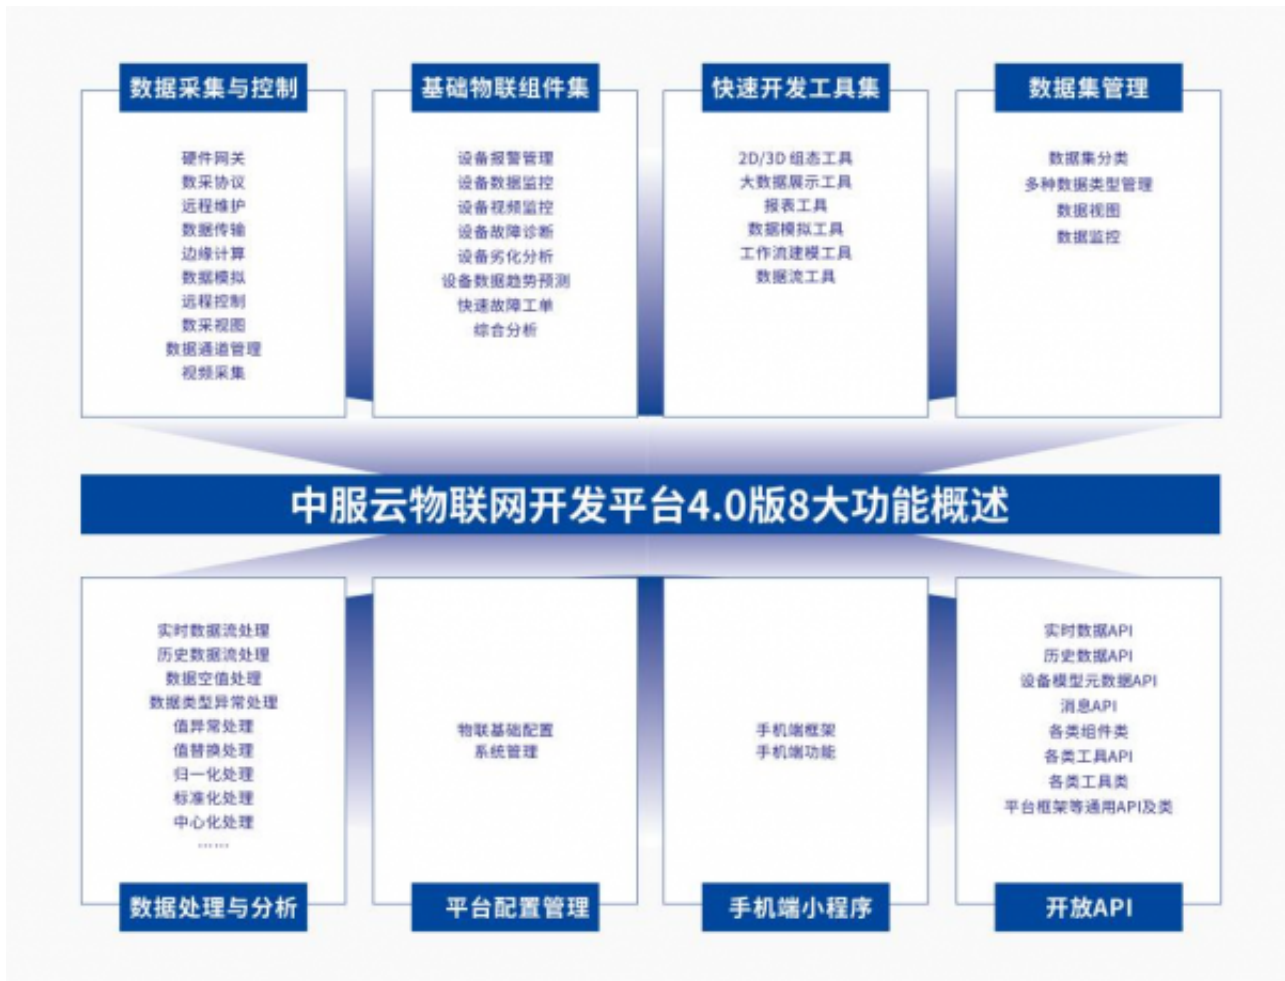 数据采集与控制
硬件网关
数采协议
远程维护
数据传输
边缘计算
数据模拟
远程控制
数采视图
数据通道管理
视频采集
基础物联组件集
设备报警管理
设备数据监控
设备视频监控
设备故障诊断
设备劣化分析
设备数据趋势预测
快速故障工单
综合分析
快速开发工具集
2D/3D 组态工具
大数据展示工具
报表工具
数据模拟工具
工作流建模工具
数据流工具
数据集管理
数据集分类
多种数据类型管理
数据视图
数据监控
中服云物联网开发平台4.0版8大功能概述
实时数据流处理
历史数据流处理
数据空值处理
数据类型异常处理
值异常处理
值替换处理
归一化处理
标准化处理
中心化处理
……
数据处理与分析
物联基础配置
系统管理
平台配置管理
手机端框架
手机端功能
手机端小程序
实时数据API
历史数据API
设备模型元数据API
消息API
各类组件类
各类工具API
各类工具类
平台框架等通用API及类
开放API